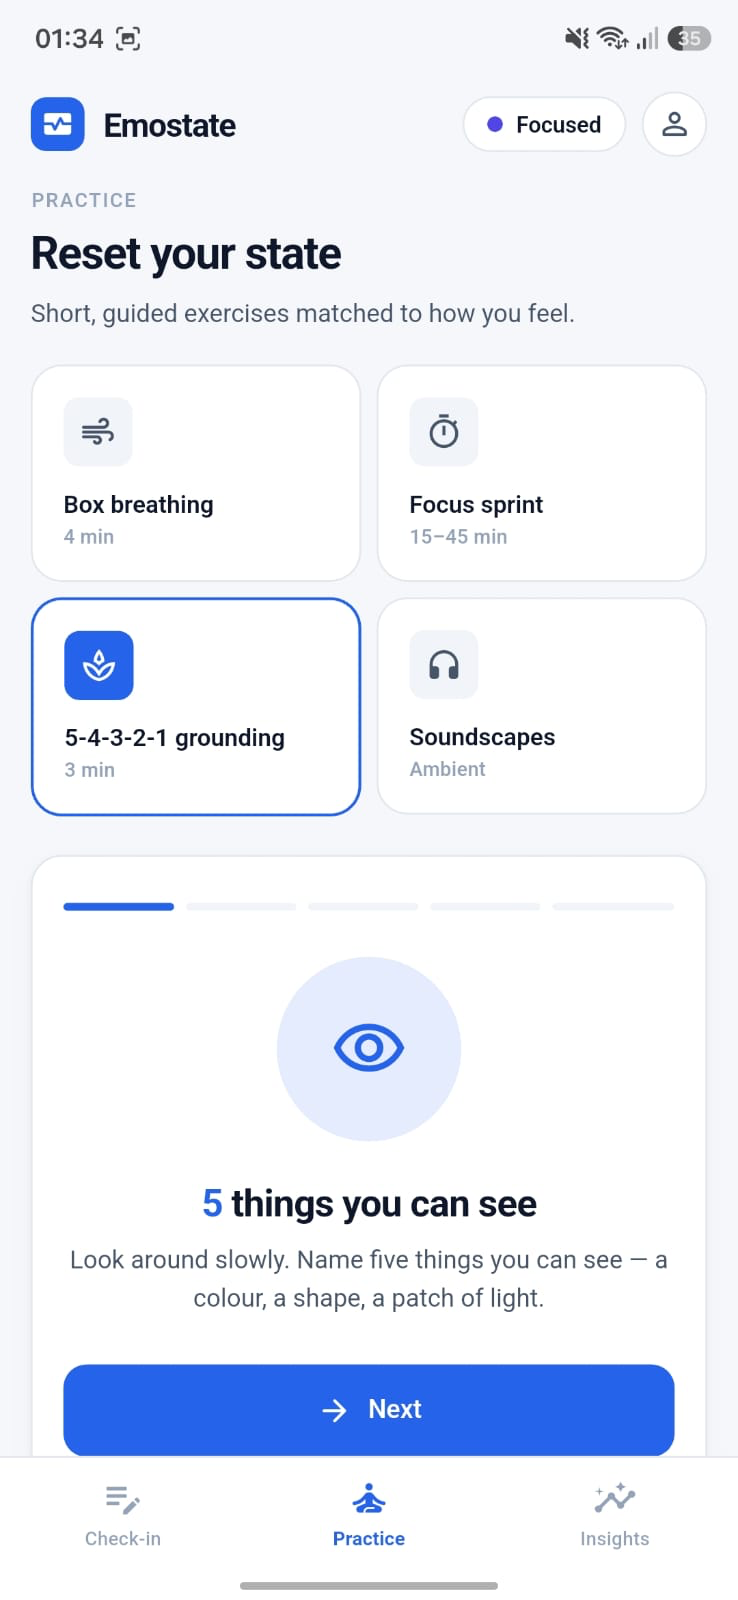 01:34
35
Emostate
Focused
PRACTICE
Reset your state
Short, guided exercises matched to how you feel.
Box breathing
4 min
Focus sprint
15–45 min
5-4-3-2-1 grounding
3 min
Soundscapes
Ambient
5 things you can see
Look around slowly. Name five things you can see — a
colour, a shape, a patch of light.
Next
Check-in
Practice
Insights